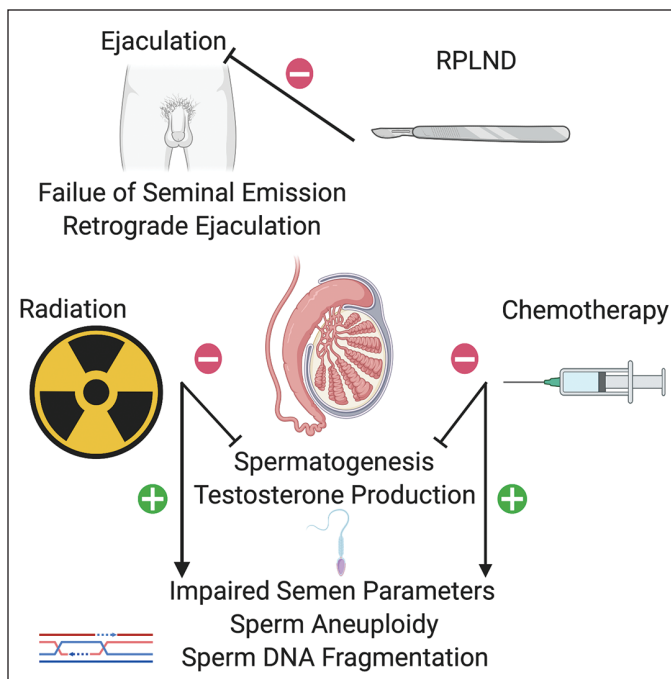 Ejaculation
RPLND
Failue of Seminal Emission
Retrograde Ejaculation
Radiation
Chemotherapy
Spermatogenesis
Testosterone Production
Impaired Semen Parameters
Sperm Aneuploidy
Sperm DNA Fragmentation